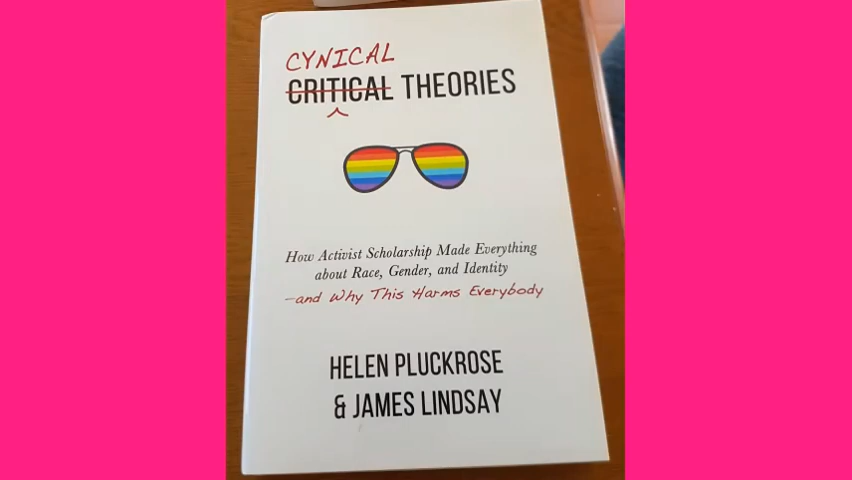 CYNICAL
CRITICAL THEORIES
How Activist Scholarship Made Everything
about Race, Gender, and Identity
—and Why This Harms Everybody
HELEN PLUCKROSE
& JAMES LINDSAY